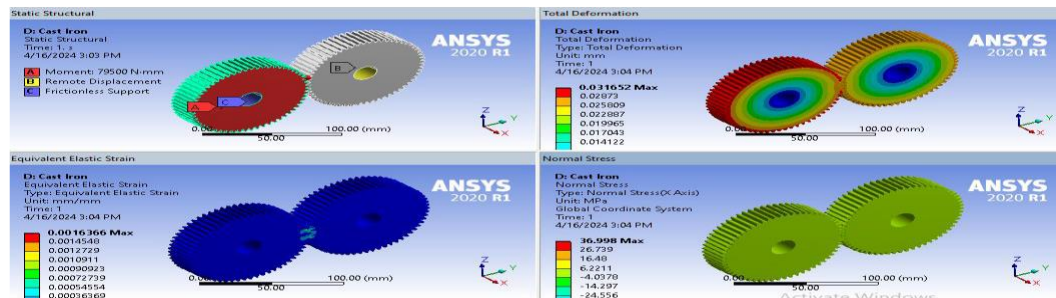 Static Structural
D: Cast Iron
Static Structural
Time: 1. s
4/16/2024 3:03 PM
A Moment: 79500 N·mm
B Remote Displacement
C Frictionless Support
ANSYS
2020 R1
B
A
C
0.00
50.00
100.00 (mm)
Z
Y
X
Total Deformation
D: Cast Iron
Total Deformation
Type: Total Deformation
Unit: mm
Time: 1
4/16/2024 3:04 PM
0.031652 Max
0.02873
0.025809
0.022887
0.019965
0.017043
0.014122
ANSYS
2020 R1
0.00
50.00
100.00 (mm)
Z
Y
X
Equivalent Elastic Strain
D: Cast Iron
Equivalent Elastic Strain
Type: Equivalent Elastic Strain
Unit: mm/mm
Time: 1
4/16/2024 3:04 PM
0.0016366 Max
0.0014548
0.0012729
0.0010911
0.00090923
0.00072739
0.00054554
0.00036369
ANSYS
2020 R1
0.00
50.00
100.00 (mm)
Z
Y
X
Normal Stress
D: Cast Iron
Normal Stress
Type: Normal Stress(X Axis)
Unit: MPa
Global Coordinate System
Time: 1
4/16/2024 3:04 PM
36.998 Max
26.739
16.48
6.2211
-4.0378
-14.297
-24.556
ANSYS
2020 R1
0.00
50.00
100.00 (mm)
Z
Y
X
Activate Windows